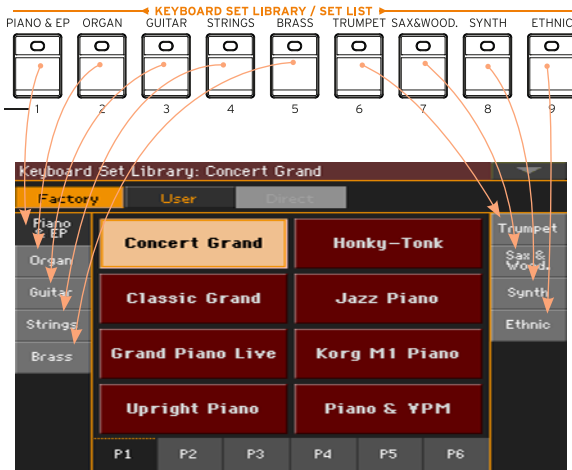 KEYBOARD SET LIBRARY / SET LIST
PIANO & EP ORGAN GUITAR STRINGS BRASS TRUMPET SAX&WOOD. SYNTH ETHNIC
1 2 3 4 5 6 7 8 9
Keyboard Set Library: Concert Grand
Factory User Direct
Piano & EP
Organ
Guitar
Strings
Brass
Concert Grand Honky-Tonk
Classic Grand Jazz Piano
Grand Piano Live Korg M1 Piano
Upright Piano Piano & YPM
Trumpet
Sax & Wood.
Synth
Ethnic
P1 P2 P3 P4 P5 P6